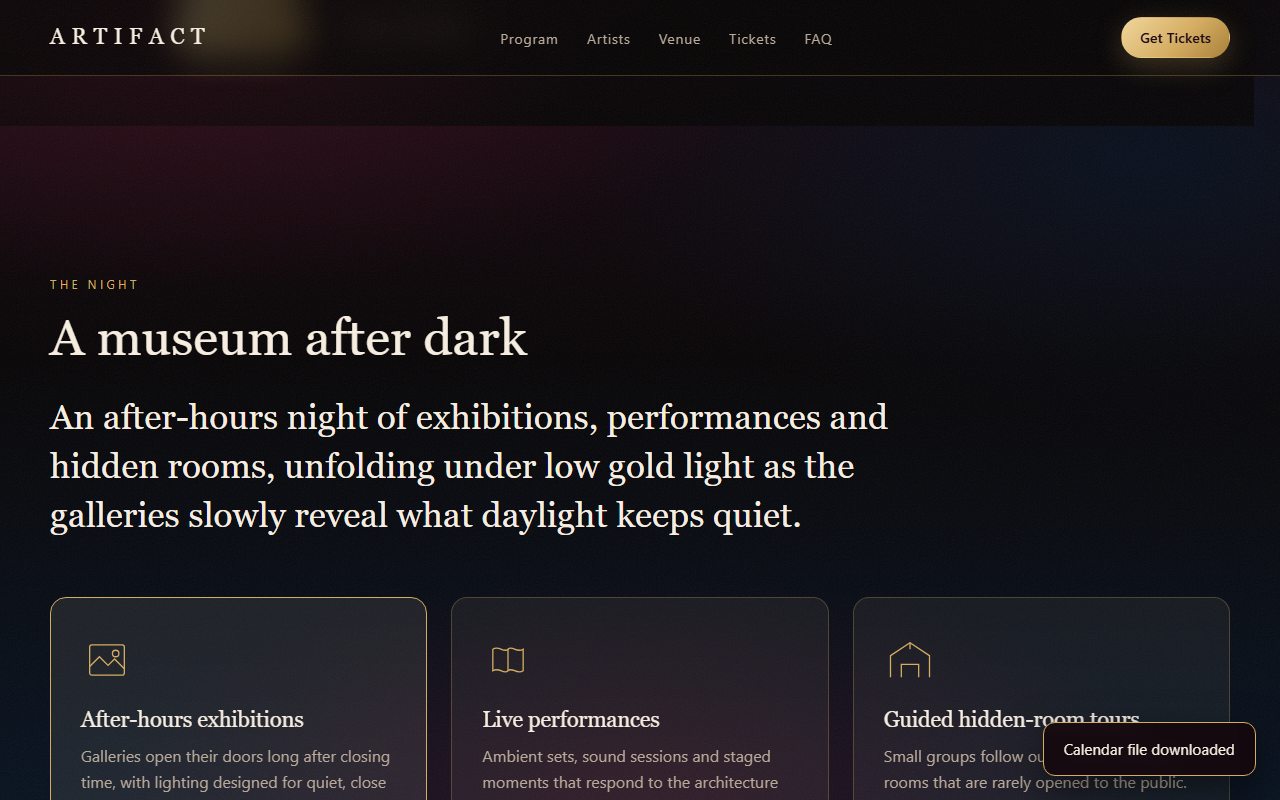 ARTIFACT
Program
Artists
Venue
Tickets
FAQ
Get Tickets
THE NIGHT
A museum after dark
An after-hours night of exhibitions, performances and
hidden rooms, unfolding under low gold light as the
galleries slowly reveal what daylight keeps quiet.
After-hours exhibitions
Galleries open their doors long after closing
time, with lighting designed for quiet, close
Live performances
Ambient sets, sound sessions and staged
moments that respond to the architecture
Guided hidden-room tours
Small groups follow
rooms that are rarely opened to the public.
Calendar file downloaded